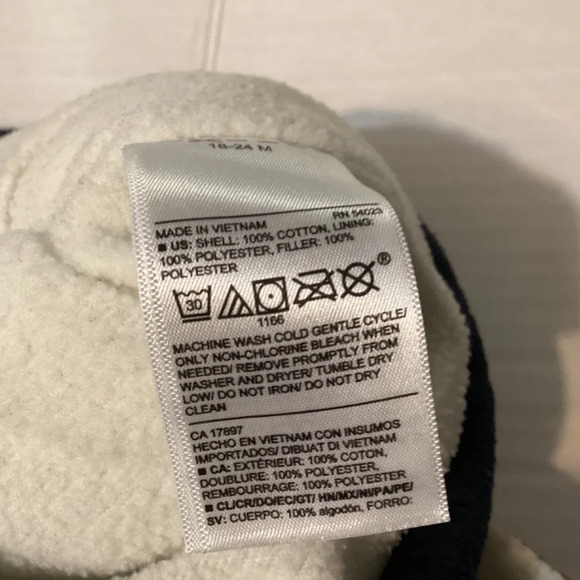 18-24 M
MADE IN VIETNAM RN 54023
■ US: SHELL: 100% COTTON, LINING:
100% POLYESTER, FILLER: 100%
POLYESTER
30 ®
1166
MACHINE WASH COLD GENTLE CYCLE/
ONLY NON-CHLORINE BLEACH WHEN
NEEDED/ REMOVE PROMPTLY FROM
WASHER AND DRYER/ TUMBLE DRY
LOW/ DO NOT IRON/ DO NOT DRY
CLEAN
CA 17897
HECHO EN VIETNAM CON INSUMOS
IMPORTADOS/ DIBUAT DI VIETNAM
■ CA: EXTÉRIEUR: 100% COTON,
DOUBLURE: 100% POLYESTER,
REMBOURRAGE: 100% POLYESTER
■ CL/CR/DO/EC/GT/ HN/MX/NI/PA/PE/
SV: CUERPO: 100% algodón, FORRO: